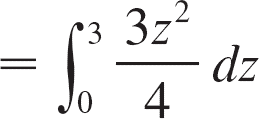 = ∫₀³ 3z²/4 dz